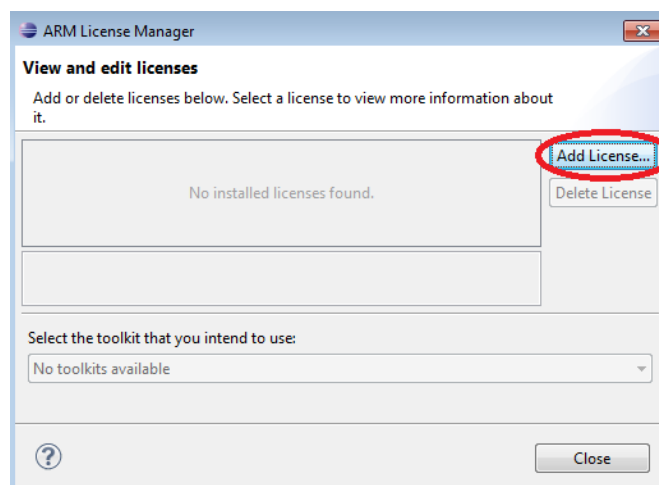 ARM License Manager
View and edit licenses
Add or delete licenses below. Select a license to view more information about
it.
Add License...
No installed licenses found.
Delete License
Select the toolkit that you intend to use:
No toolkits available
Close